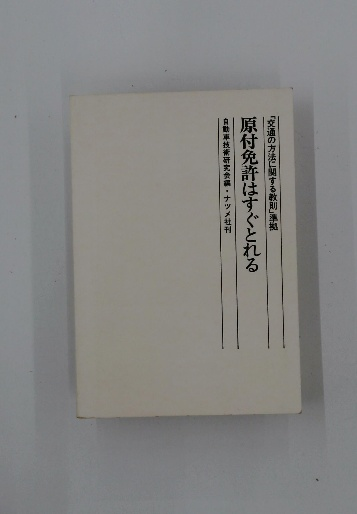 「交通の方法に関する教則」準拠
原付免許はすぐとれる
自動車技術研究会編・ナツメ社刊